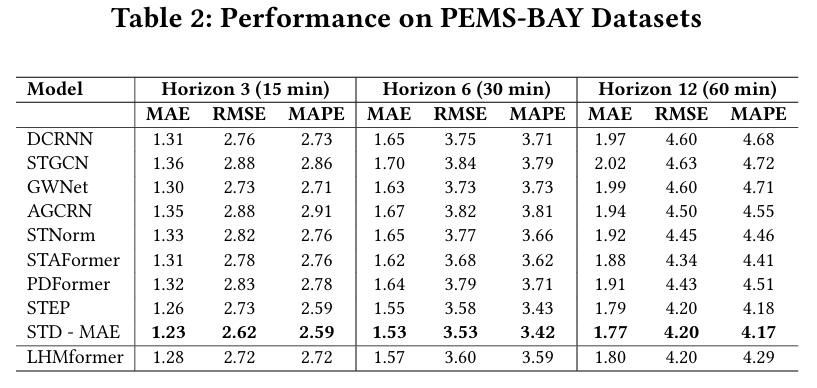 Table 2: Performance on PEMS-BAY Datasets
Model Horizon 3 (15 min) Horizon 6 (30 min) Horizon 12 (60 min)
MAE RMSE MAPE MAE RMSE MAPE MAE RMSE MAPE
DCRNN 1.31 2.76 2.73 1.65 3.75 3.71 1.97 4.60 4.68
STGCN 1.36 2.88 2.86 1.70 3.84 3.79 2.02 4.63 4.72
GWNet 1.30 2.73 2.71 1.63 3.73 3.73 1.99 4.60 4.71
AGCRN 1.35 2.88 2.91 1.67 3.82 3.81 1.94 4.50 4.55
STNorm 1.33 2.82 2.76 1.65 3.77 3.66 1.92 4.45 4.46
STAFormer 1.31 2.78 2.76 1.62 3.68 3.62 1.88 4.34 4.41
PDFormer 1.32 2.83 2.78 1.64 3.79 3.71 1.91 4.43 4.51
STEP 1.26 2.73 2.59 1.55 3.58 3.43 1.79 4.20 4.18
STD - MAE 1.23 2.62 2.59 1.53 3.53 3.42 1.77 4.20 4.17
LHMformer 1.28 2.72 2.72 1.57 3.60 3.59 1.80 4.20 4.29